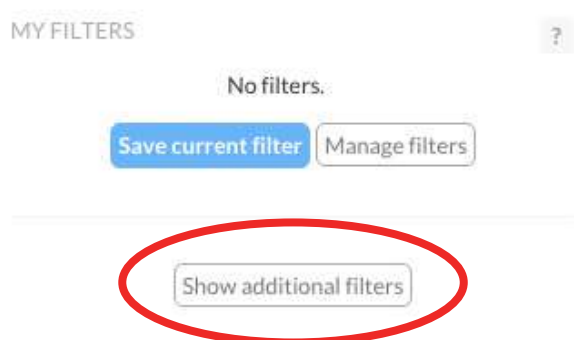 MY FILTERS ?
No filters.
Save current filter Manage filters
Show additional filters